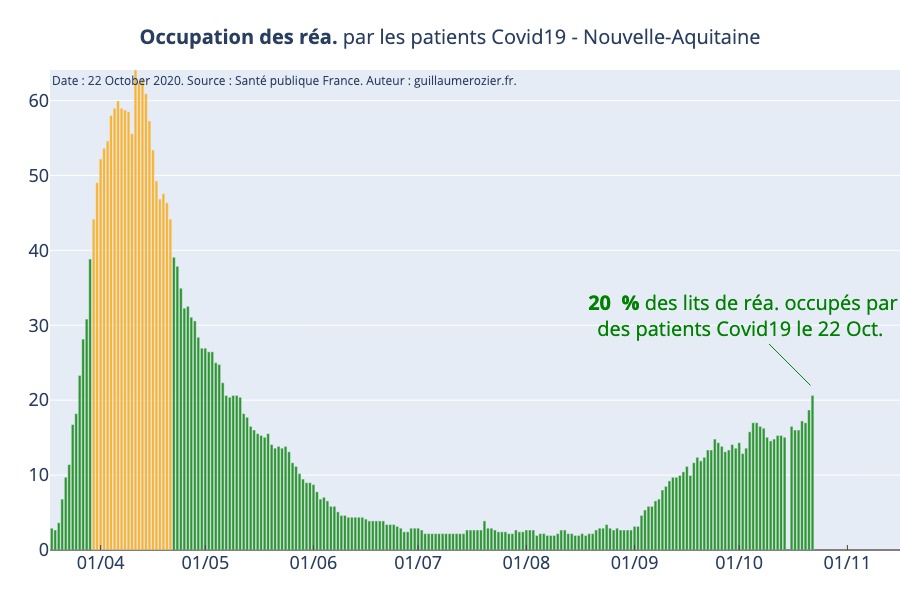 Occupation des réa. par les patients Covid19 - Nouvelle-Aquitaine
Date : 22 October 2020. Source : Santé publique France. Auteur : guillaumerozier.fr.
60
50
40
30
20
10
0
20 % des lits de réa. occupés par
des patients Covid19 le 22 Oct.
01/04 01/05 01/06 01/07 01/08 01/09 01/10 01/11